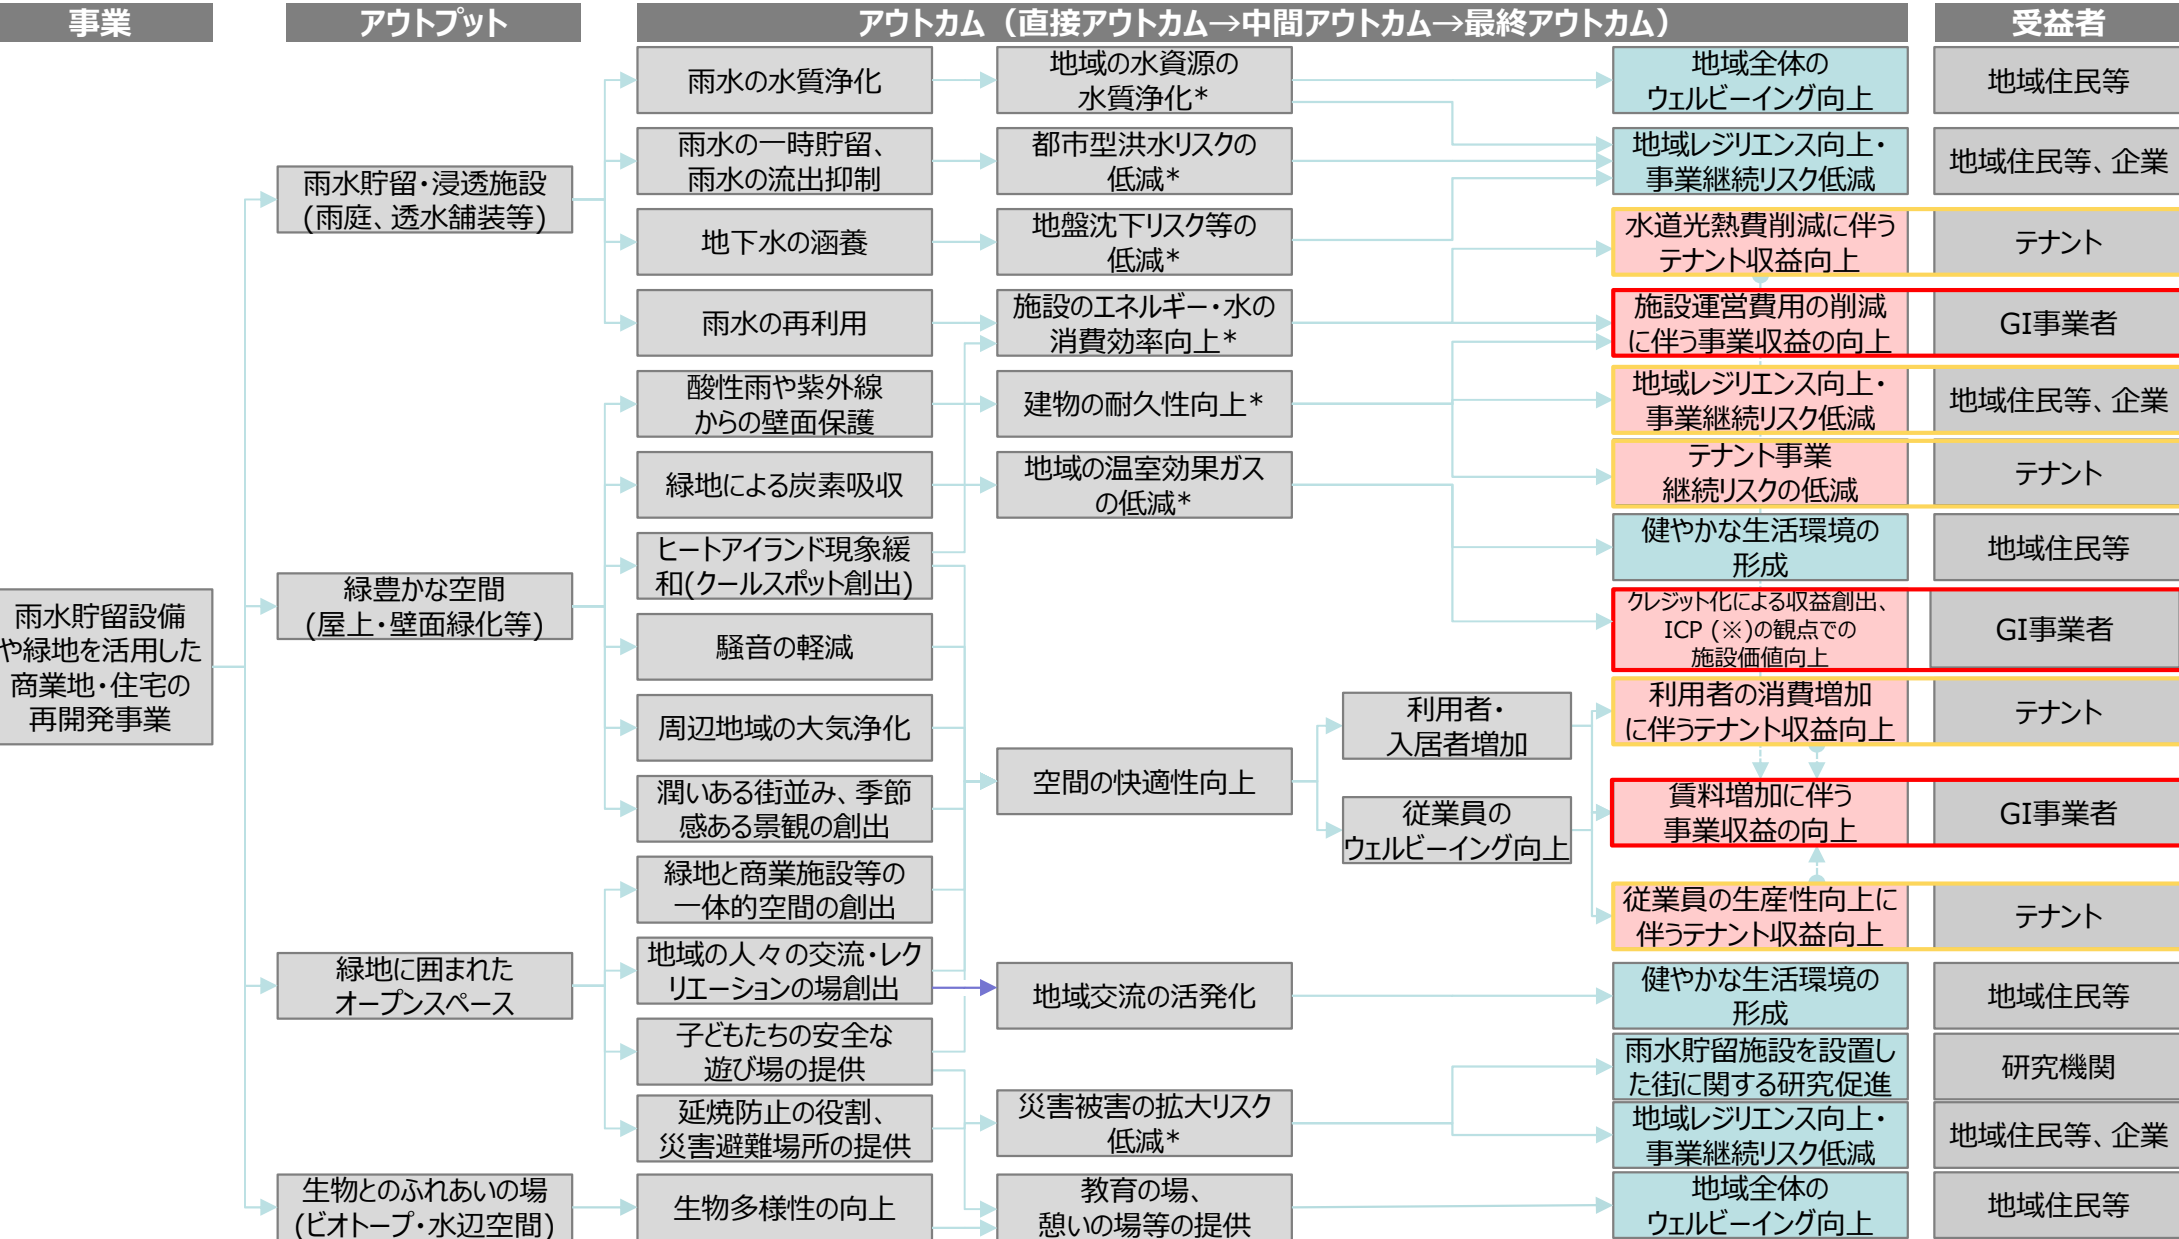 事業
アウトプット
アウトカム（直接アウトカム→中間アウトカム→最終アウトカム）
受益者
雨水貯留設備
や緑地を活用した
商業地・住宅の
再開発事業
雨水貯留・浸透施設
(雨庭、透水舗装等)
緑豊かな空間
(屋上・壁面緑化等)
緑地に囲まれた
オープンスペース
生物とのふれあいの場
(ビオトープ・水辺空間)
雨水の水質浄化
雨水の一時貯留、
雨水の流出抑制
地下水の涵養
雨水の再利用
酸性雨や紫外線
からの壁面保護
緑地による炭素吸収
ヒートアイランド現象緩
和(クールスポット創出)
騒音の軽減
周辺地域の大気浄化
潤いある街並み、季節
感ある景観の創出
緑地と商業施設等の
一体的空間の創出
地域の人々の交流・レク
リエーションの場創出
子どもたちの安全な
遊び場の提供
延焼防止の役割、
災害避難場所の提供
生物多様性の向上
地域の水資源の
水質浄化*
都市型洪水リスクの
低減*
地盤沈下リスク等の
低減*
施設のエネルギー・水の
消費効率向上*
建物の耐久性向上*
地域の温室効果ガス
の低減*
空間の快適性向上
地域交流の活発化
災害被害の拡大リスク
低減*
教育の場、
憩いの場等の提供
利用者・
入居者増加
従業員の
ウェルビーイング向上
地域全体の
ウェルビーイング向上
地域住民等
地域レジリエンス向上・
事業継続リスク低減
地域住民等、企業
水道光熱費削減に伴う
テナント収益向上
テナント
施設運営費用の削減
に伴う事業収益の向上
GI事業者
地域レジリエンス向上・
事業継続リスク低減
地域住民等、企業
テナント事業
継続リスクの低減
テナント
健やかな生活環境の
形成
地域住民等
クレジット化による収益創出、
ICP (※)の観点での
施設価値向上
GI事業者
利用者の消費増加
に伴うテナント収益向上
テナント
賃料増加に伴う
事業収益の向上
GI事業者
従業員の生産性向上に
伴うテナント収益向上
テナント
健やかな生活環境の
形成
地域住民等
雨水貯留施設を設置し
た街に関する研究促進
研究機関
地域レジリエンス向上・
事業継続リスク低減
地域住民等、企業
地域全体の
ウェルビーイング向上
地域住民等